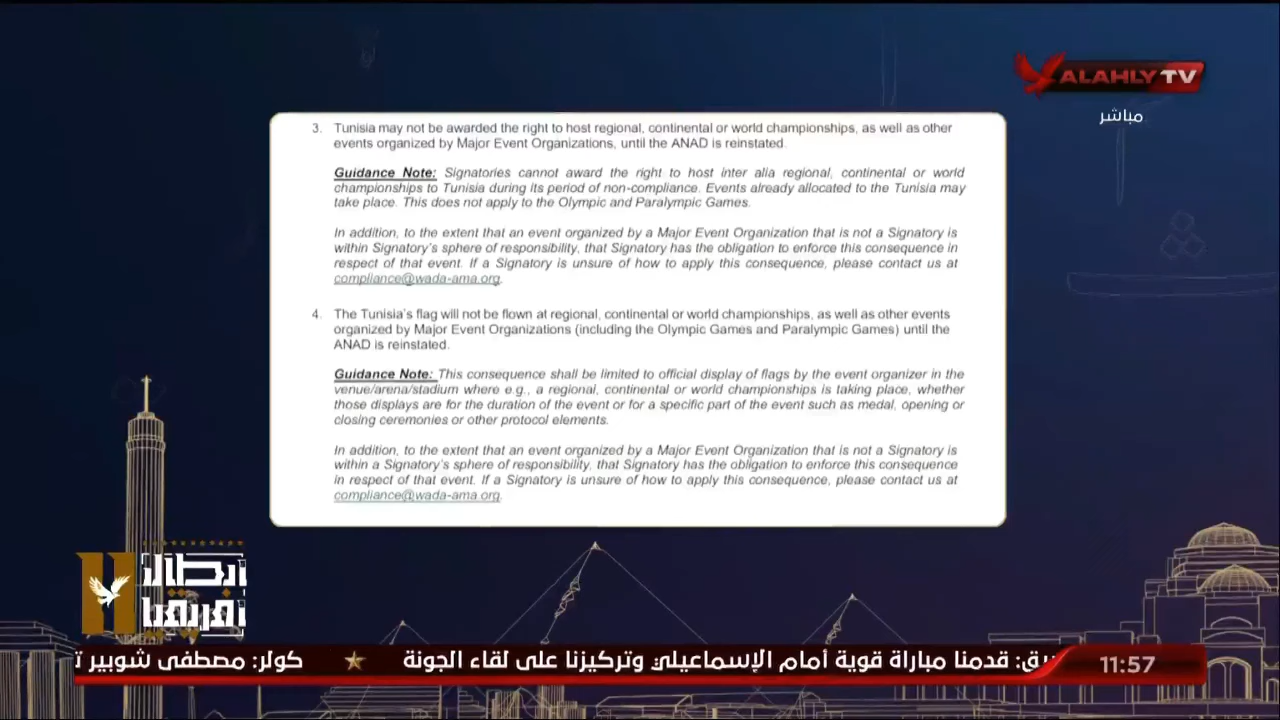 ALAHLY TV
مباشر
3. Tunisia may not be awarded the right to host regional, continental or world championships, as well as other
events organized by Major Event Organizations, until the ANAD is reinstated.
Guidance Note: Signatories cannot award the right to host inter alia regional, continental or world
championships to Tunisia during its period of non-compliance. Events already allocated to the Tunisia may
take place. This does not apply to the Olympic and Paralympic Games.
In addition, to the extent that an event organized by a Major Event Organization that is not a Signatory is
within Signatory's sphere of responsibility, that Signatory has the obligation to enforce this consequence in
respect of that event. If a Signatory is unsure of how to apply this consequence, please contact us at
compliance@wada-ama.org.
4. The Tunisia's flag will not be flown at regional, continental or world championships, as well as other events
organized by Major Event Organizations (including the Olympic Games and Paralympic Games) until the
ANAD is reinstated.
Guidance Note: This consequence shall be limited to official display of flags by the event organizer in the
venue/arena/stadium where e.g., a regional, continental or world championships is taking place, whether
those displays are for the duration of the event or for a specific part of the event such as medal, opening or
closing ceremonies or other protocol elements.
In addition, to the extent that an event organized by a Major Event Organization that is not a Signatory is
within a Signatory's sphere of responsibility, that Signatory has the obligation to enforce this consequence
in respect of that event. If a Signatory is unsure of how to apply this consequence, please contact us at
compliance@wada-ama.org.
11
أبطال
أفريقيا
قدمنا مباراة قوية أمام الإسماعيلي وتركيزنا على لقاء الجونة ★ كولر: مصطفى شوبير
11:57